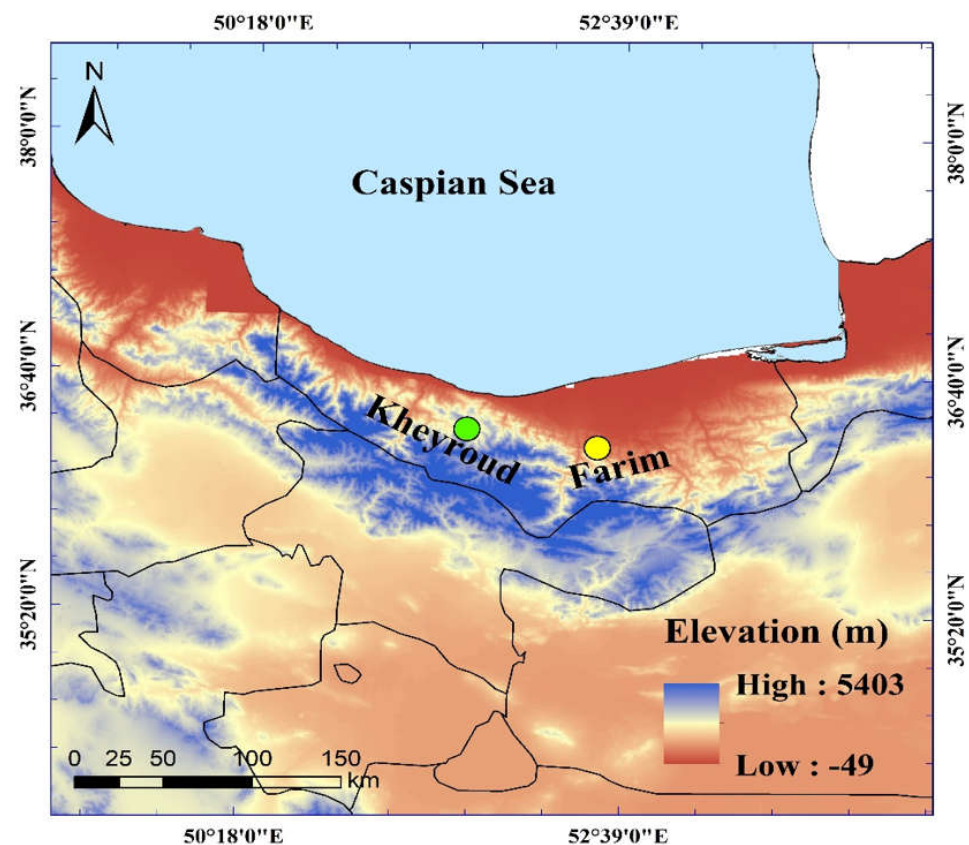 50°18'0"E 52°39'0"E
N
38°0'0"N 38°0'0"N
Caspian Sea
36°40'0"N 36°40'0"N
Kheyroud
Farim
35°20'0"N 35°20'0"N
Elevation (m)
High : 5403
Low : -49
0 25 50 100 150
km
50°18'0"E 52°39'0"E